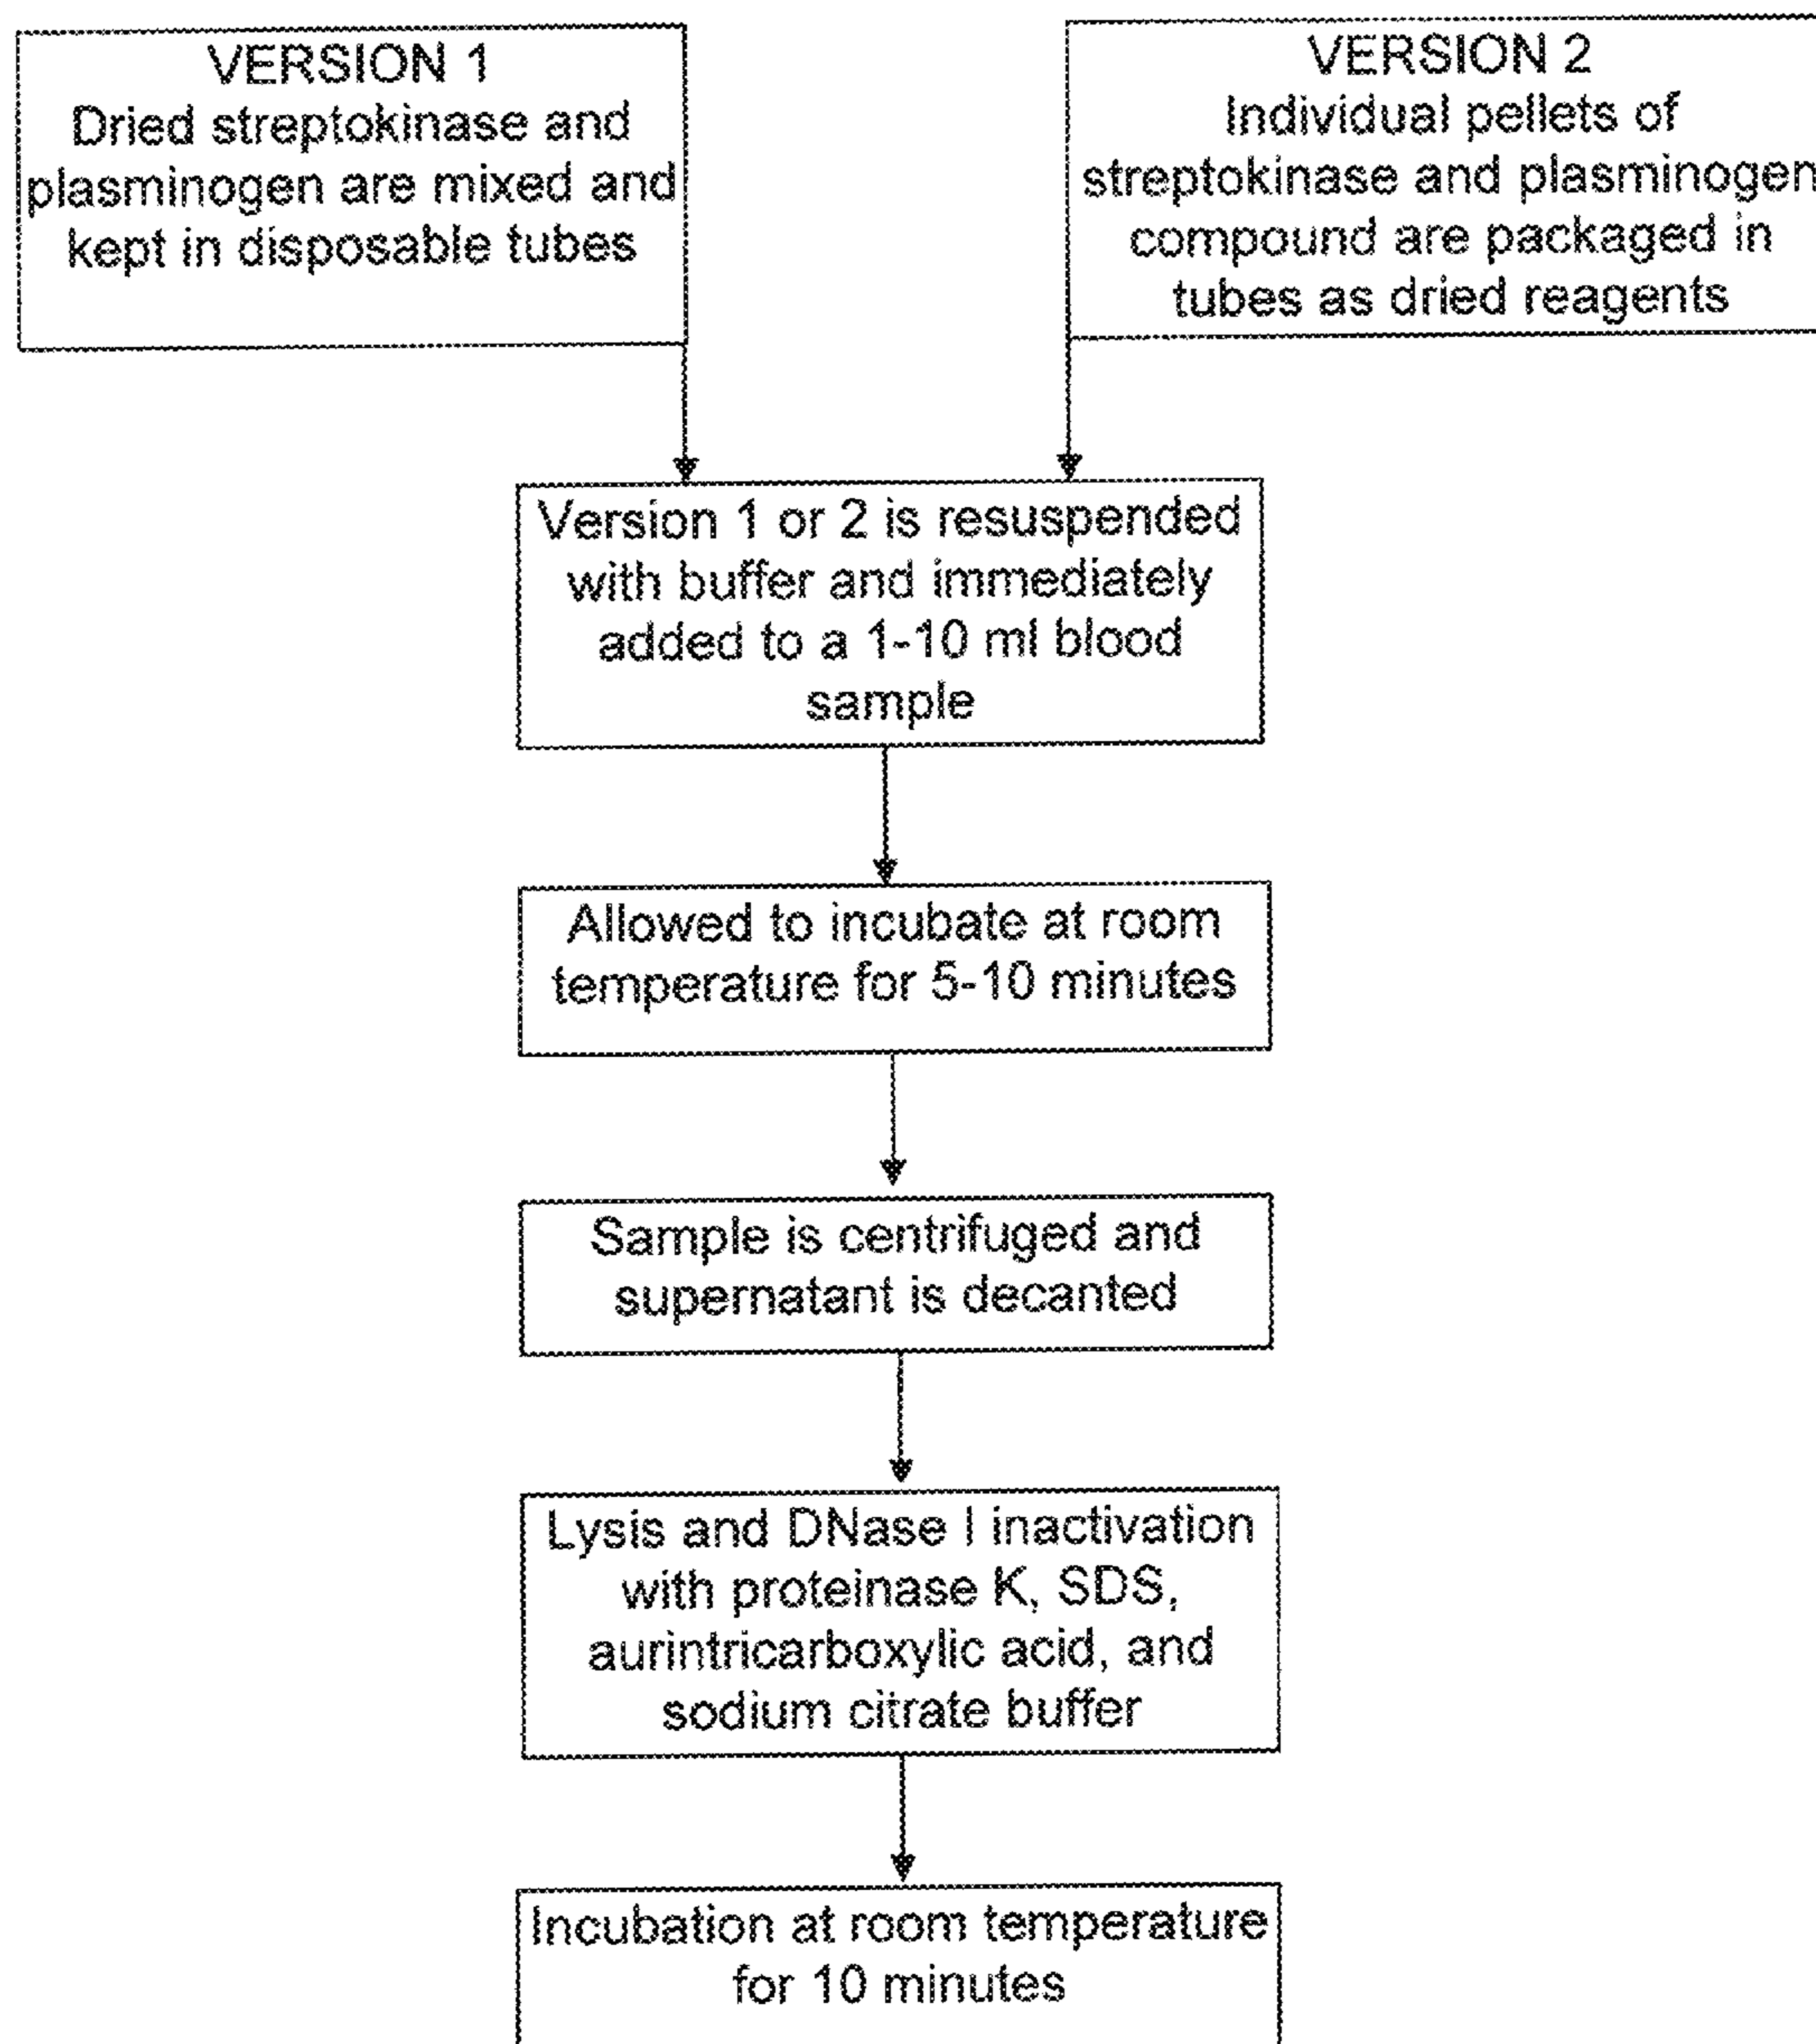 VERSION 1
Dried streptokinase and
plasminogen are mixed and
kept in disposable tubes
VERSION 2
Individual pellets of
streptokinase and plasminogen
compound are packaged in
tubes as dried reagents
Version 1 or 2 is resuspended
with buffer and immediately
added to a 1-10 ml blood
sample
Allowed to incubate at room
temperature for 5-10 minutes
Sample is centrifuged and
supernatant is decanted
Lysis and DNase I inactivation
with proteinase K, SDS,
aurintricarboxylic acid, and
sodium citrate buffer
Incubation at room temperature
for 10 minutes